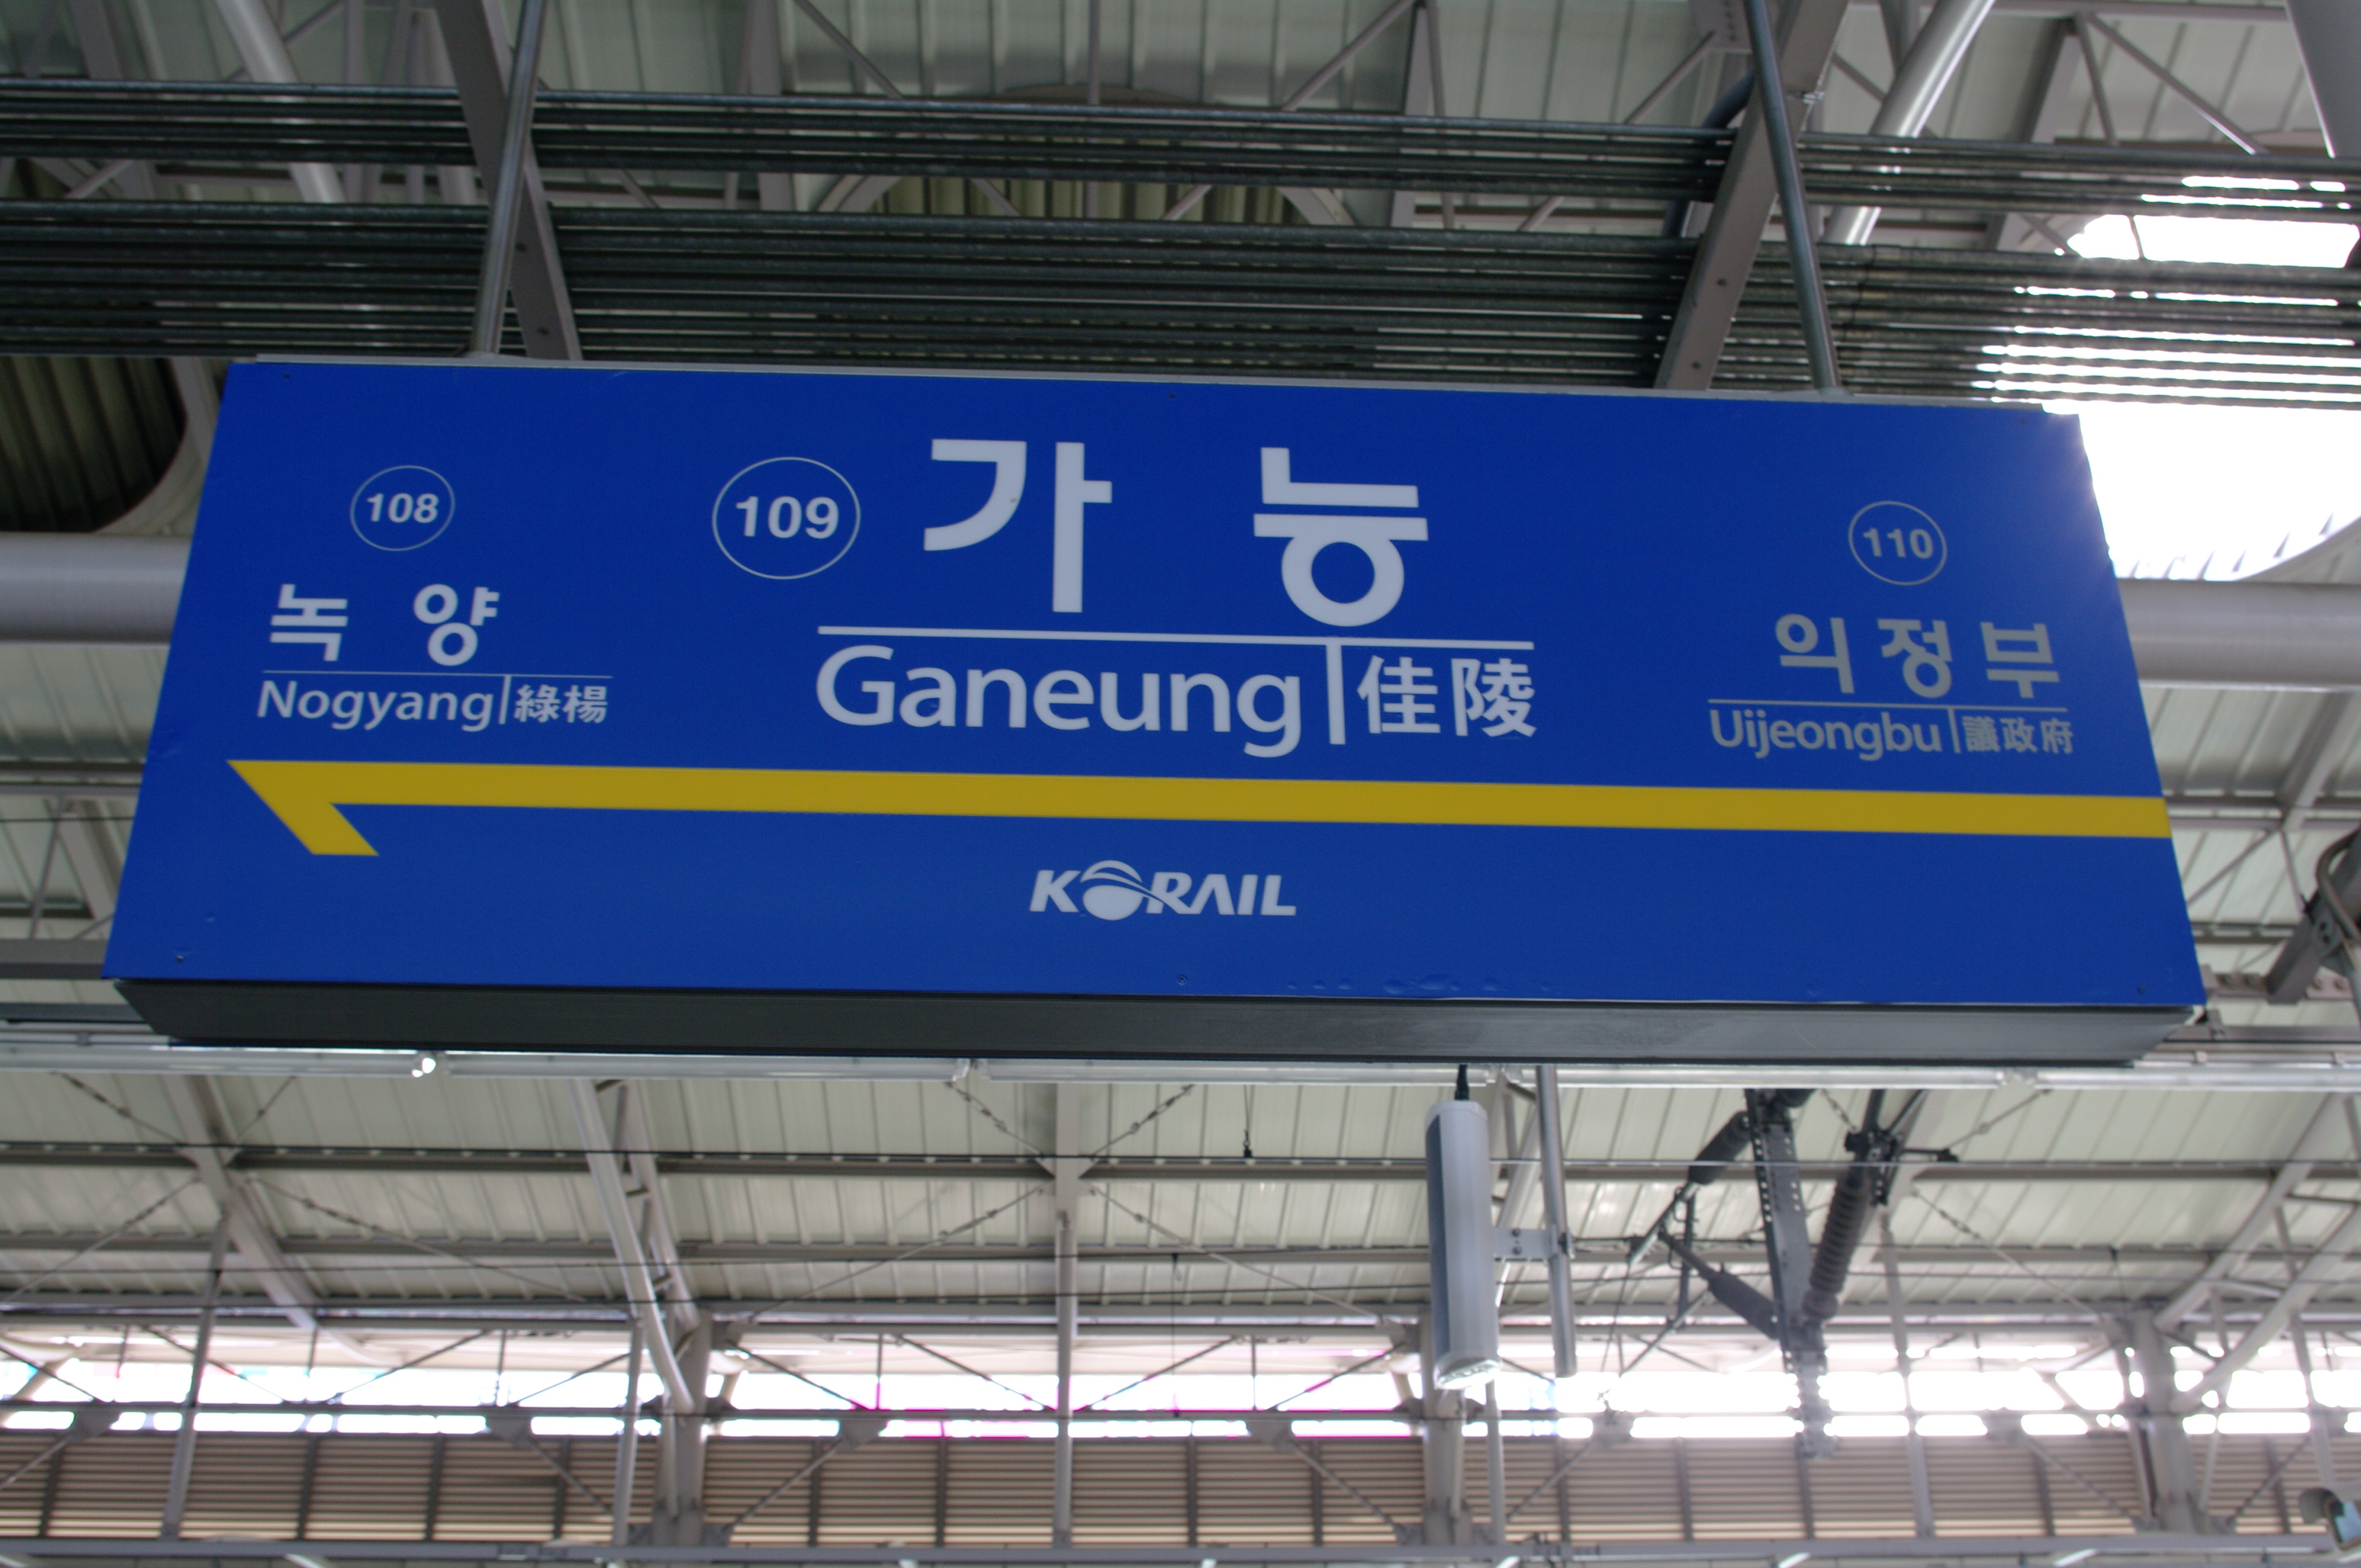 108
녹양
Nogyang 綠楊
109 가능
Ganeung 佳陵
110
의정부
Uijeongbu 議政府
KORAIL